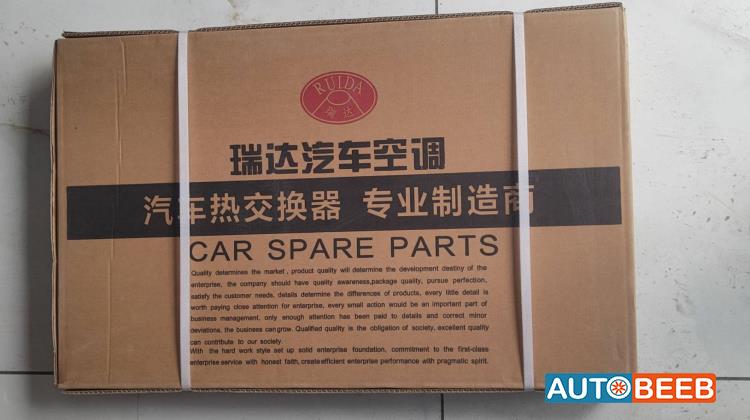 RUIDA
瑞达
瑞达汽车空调
汽车热交换器 专业制造商
CAR SPARE PARTS
Quality determines the market , product quality will determine the development destiny of the
enterprise, the company should have quality awareness,package quality, pursue perfection,
satisfy the customer needs, details determine the differences of products, every little detail is
worth paying close attention for enterprise, every small action would be an important part of
business management, only enough attention has been paid to details and correct minor
deviations, the business can grow. Qualified quality is the obligation of society, excellent quality
can contribute to our society.
With the hard work style set up solid enterprise foundation, commitment to the first-class
enterprise service with honest faith, create efficient enterprise performance with pragmatic spirit.
AUTOBEEB